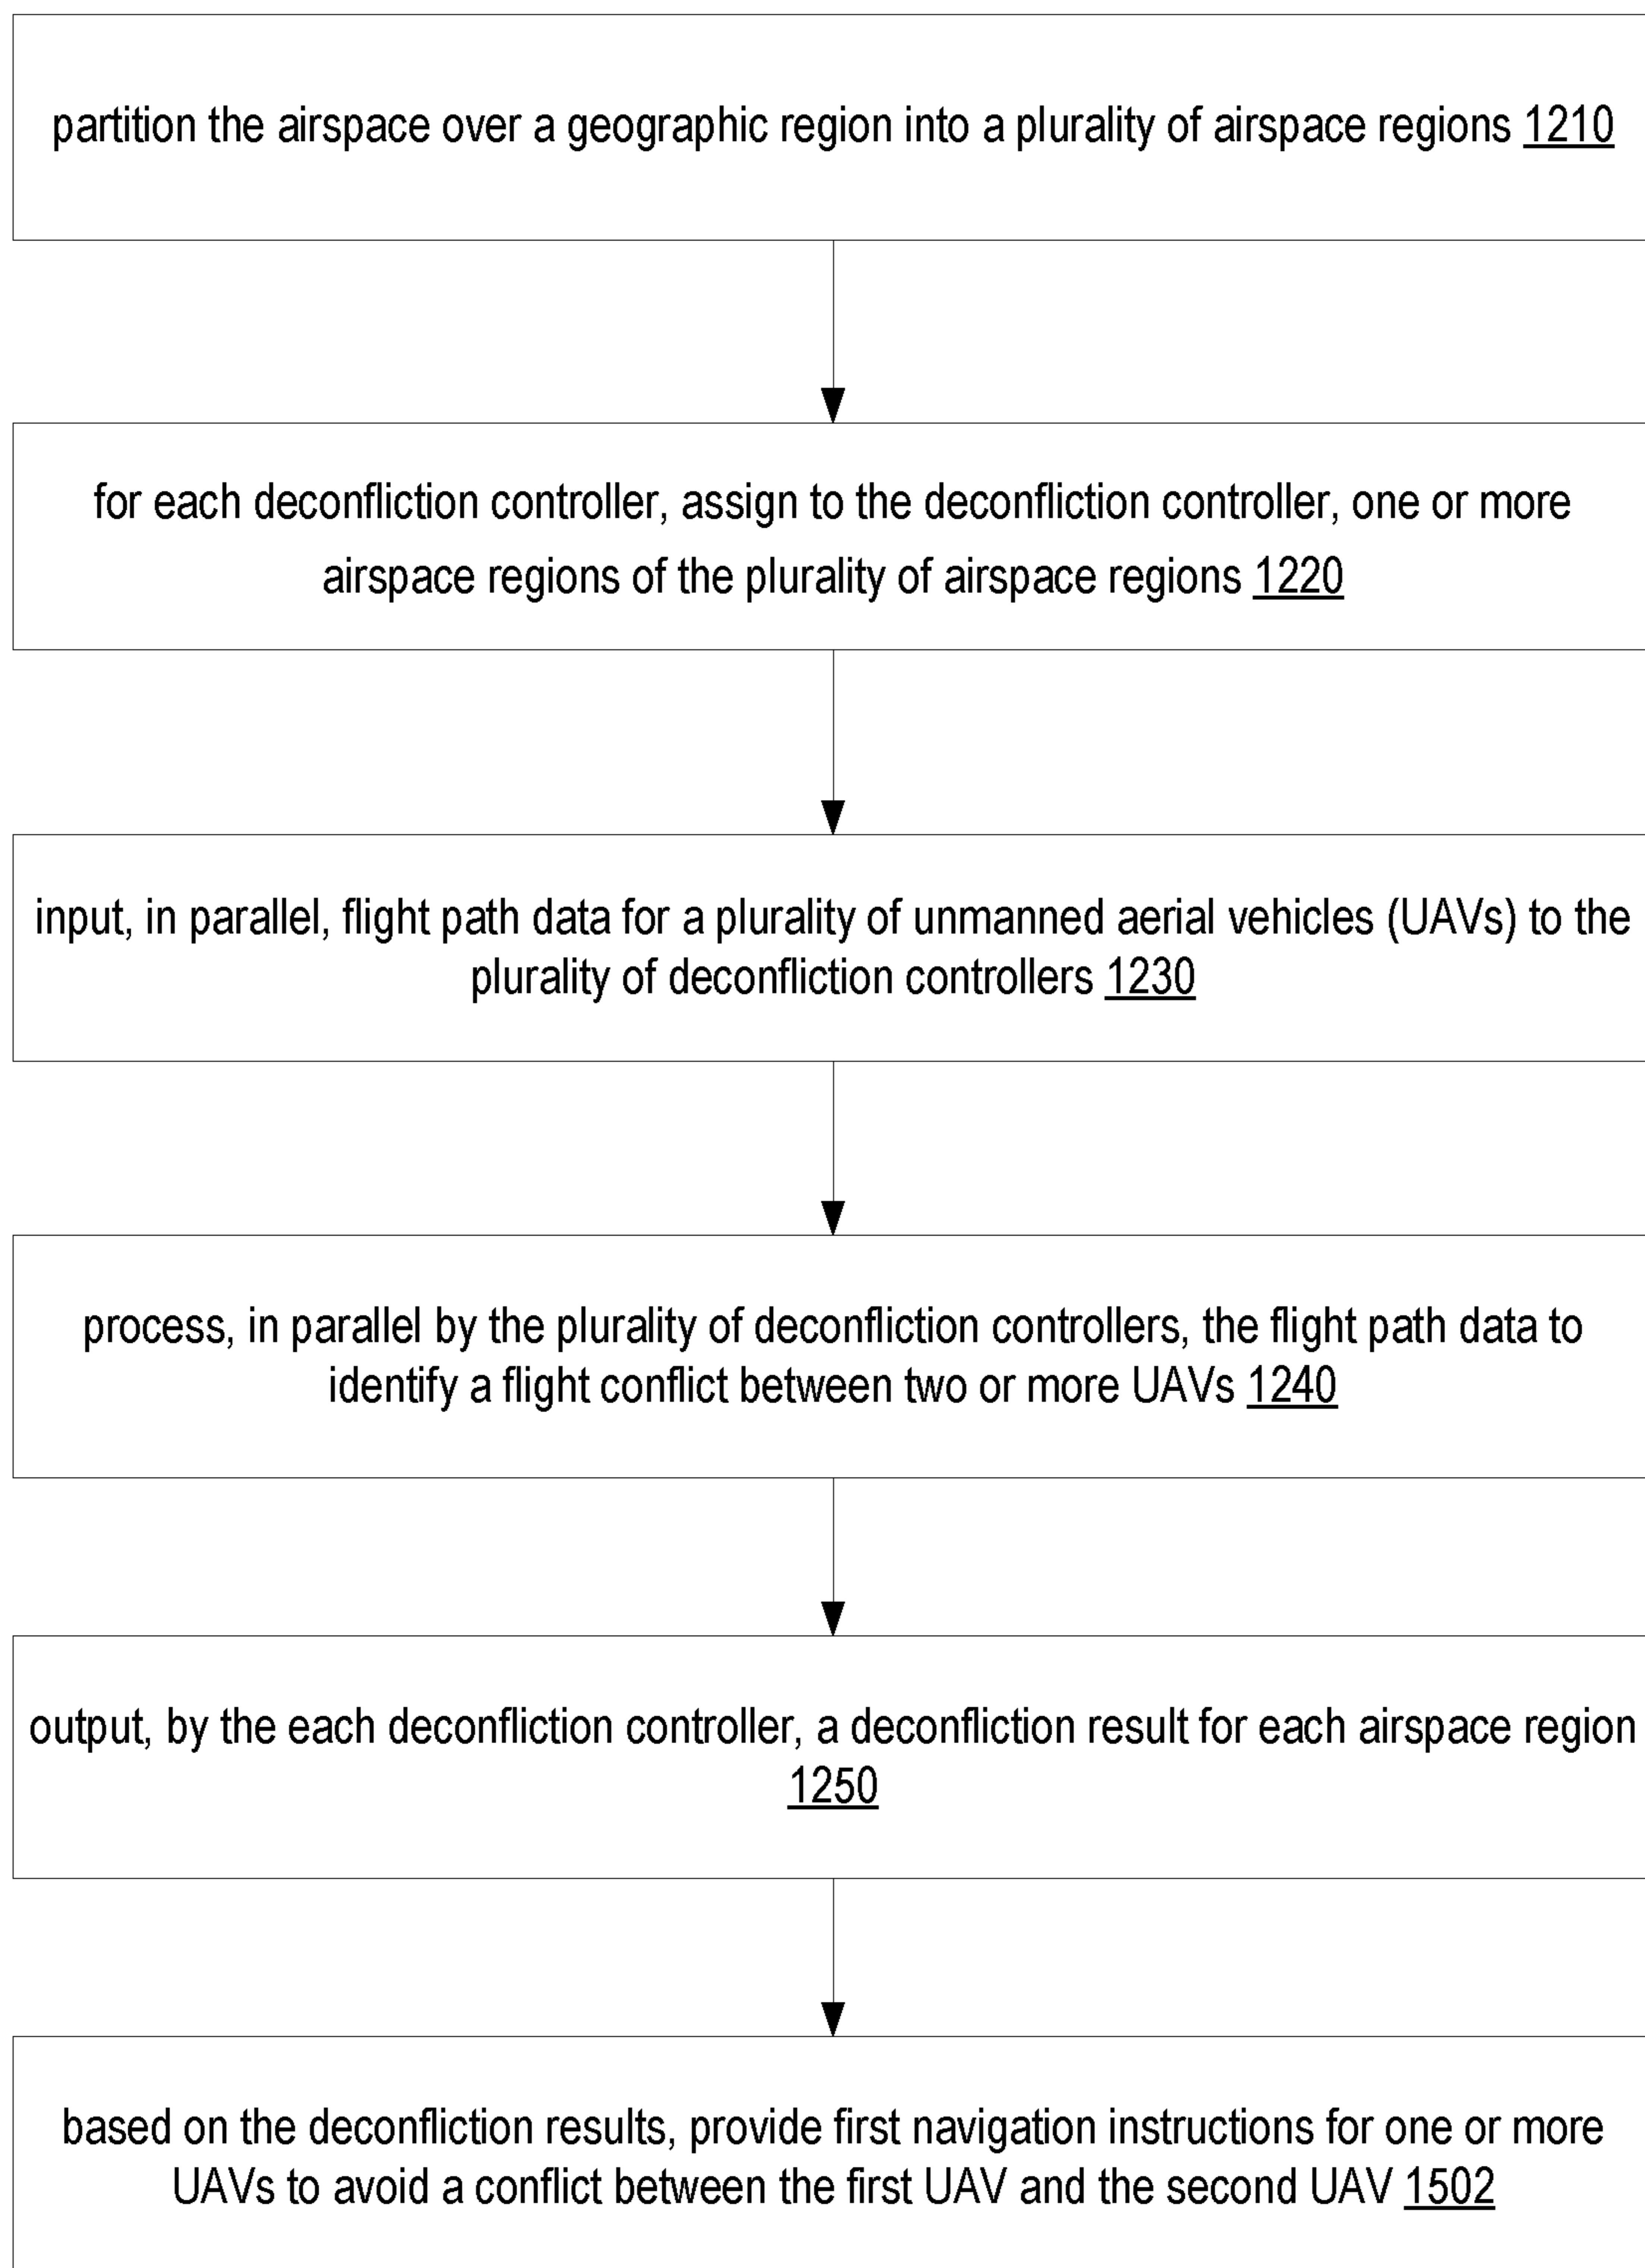 partition the airspace over a geographic region into a plurality of airspace regions 1210
for each deconfliction controller, assign to the deconfliction controller, one or more
airspace regions of the plurality of airspace regions 1220
input, in parallel, flight path data for a plurality of unmanned aerial vehicles (UAVs) to the
plurality of deconfliction controllers 1230
process, in parallel by the plurality of deconfliction controllers, the flight path data to
identify a flight conflict between two or more UAVs 1240
output, by the each deconfliction controller, a deconfliction result for each airspace region
1250
based on the deconfliction results, provide first navigation instructions for one or more
UAVs to avoid a conflict between the first UAV and the second UAV 1502